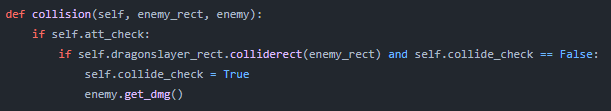 def collision(self, enemy_rect, enemy):
    if self.att_check:
        if self.dragonslayer_rect.colliderect(enemy_rect) and self.collide_check == False:
            self.collide_check = True
            enemy.get_dmg()